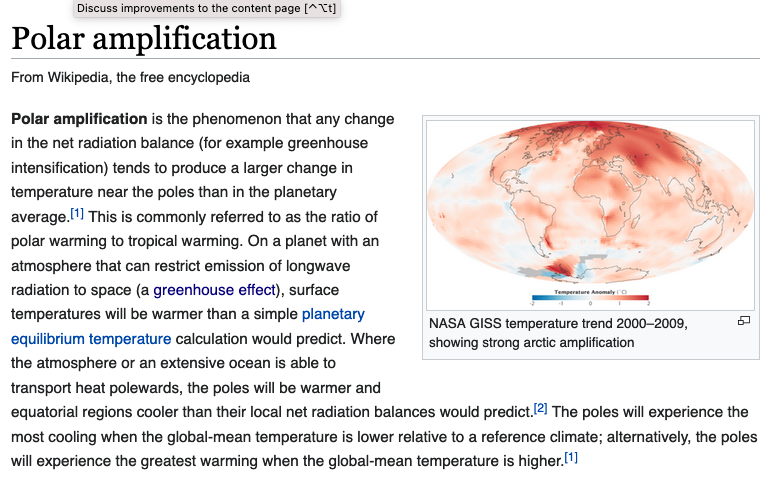 Discuss improvements to the content page [^⌥t]
Polar amplification
From Wikipedia, the free encyclopedia
Polar amplification is the phenomenon that any change
in the net radiation balance (for example greenhouse
intensification) tends to produce a larger change in
temperature near the poles than in the planetary
average.[1] This is commonly referred to as the ratio of
polar warming to tropical warming. On a planet with an
atmosphere that can restrict emission of longwave
radiation to space (a greenhouse effect), surface
temperatures will be warmer than a simple planetary
equilibrium temperature calculation would predict. Where
the atmosphere or an extensive ocean is able to
transport heat polewards, the poles will be warmer and
equatorial regions cooler than their local net radiation balances would predict.[2] The poles will experience the
most cooling when the global-mean temperature is lower relative to a reference climate; alternatively, the poles
will experience the greatest warming when the global-mean temperature is higher.[1]
Temperature Anomaly (°C)
-2 -1 0 1 2
NASA GISS temperature trend 2000–2009,
showing strong arctic amplification